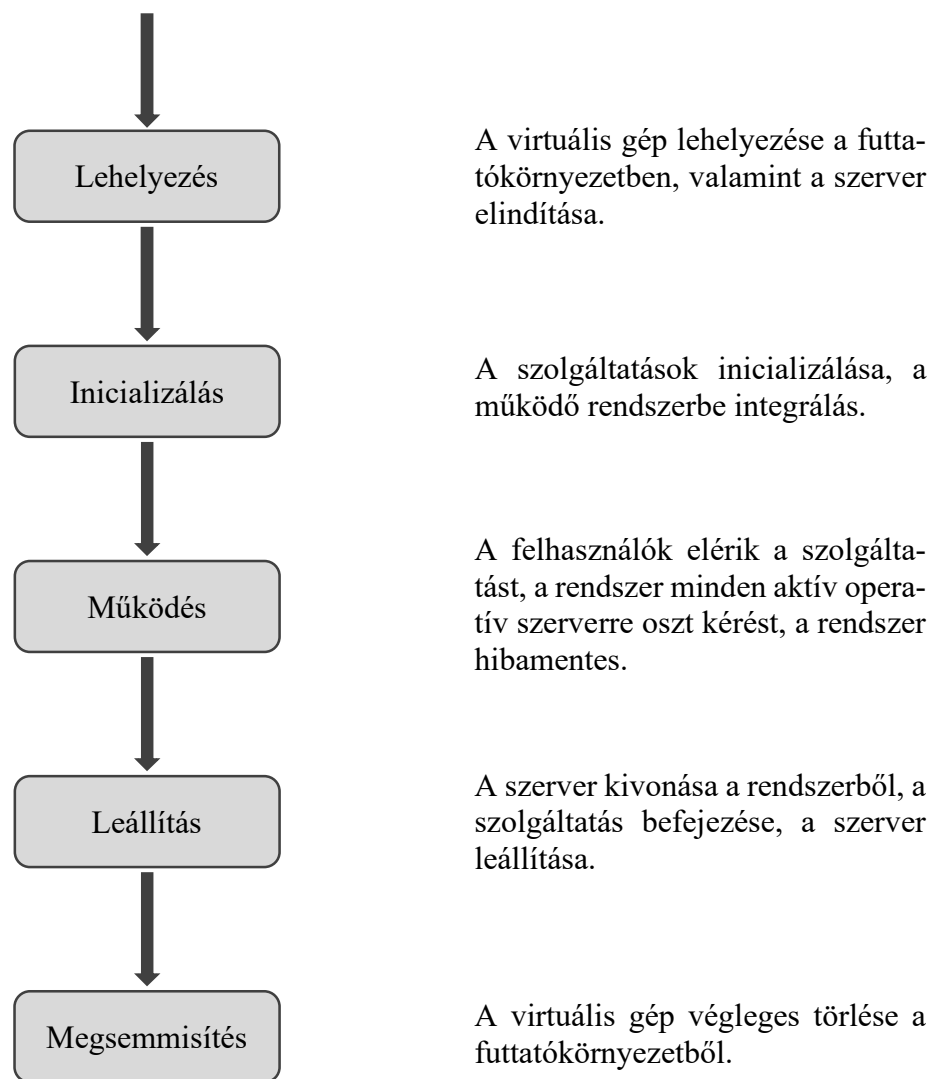 Lehelyezés
A virtuális gép lehelyezése a futta-
tókörnyezetben, valamint a szerver
elindítása.
Inicializálás
A szolgáltatások inicializálása, a
működő rendszerbe integrálás.
Működés
A felhasználók elérik a szolgálta-
tást, a rendszer minden aktív opera-
tív szerverre oszt kérést, a rendszer
hibamentes.
Leállítás
A szerver kivonása a rendszerből, a
szolgáltatás befejezése, a szerver
leállítása.
Megsemmisítés
A virtuális gép végleges törlése a
futtatókörnyezetből.